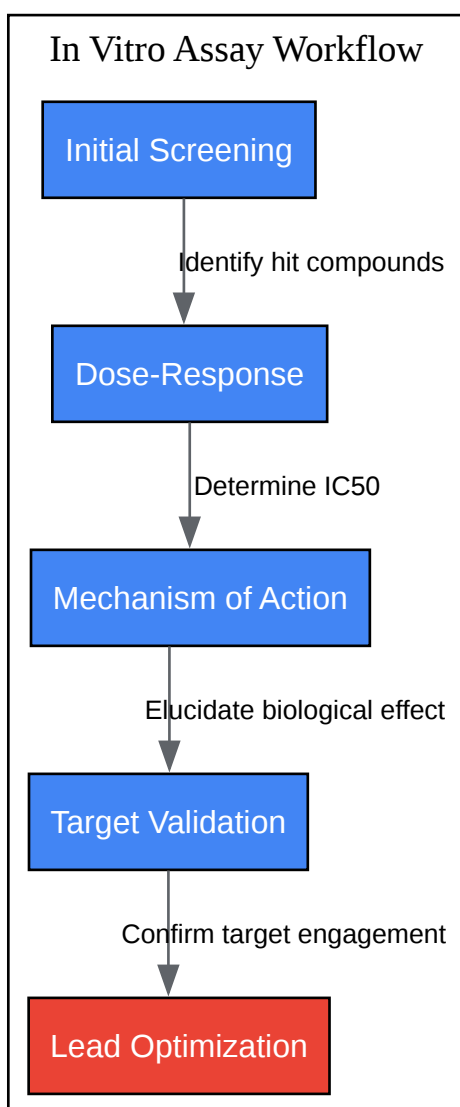 In Vitro Assay Workflow
Initial Screening
Identify hit compounds
Dose-Response
Determine IC50
Mechanism of Action
Elucidate biological effect
Target Validation
Confirm target engagement
Lead Optimization